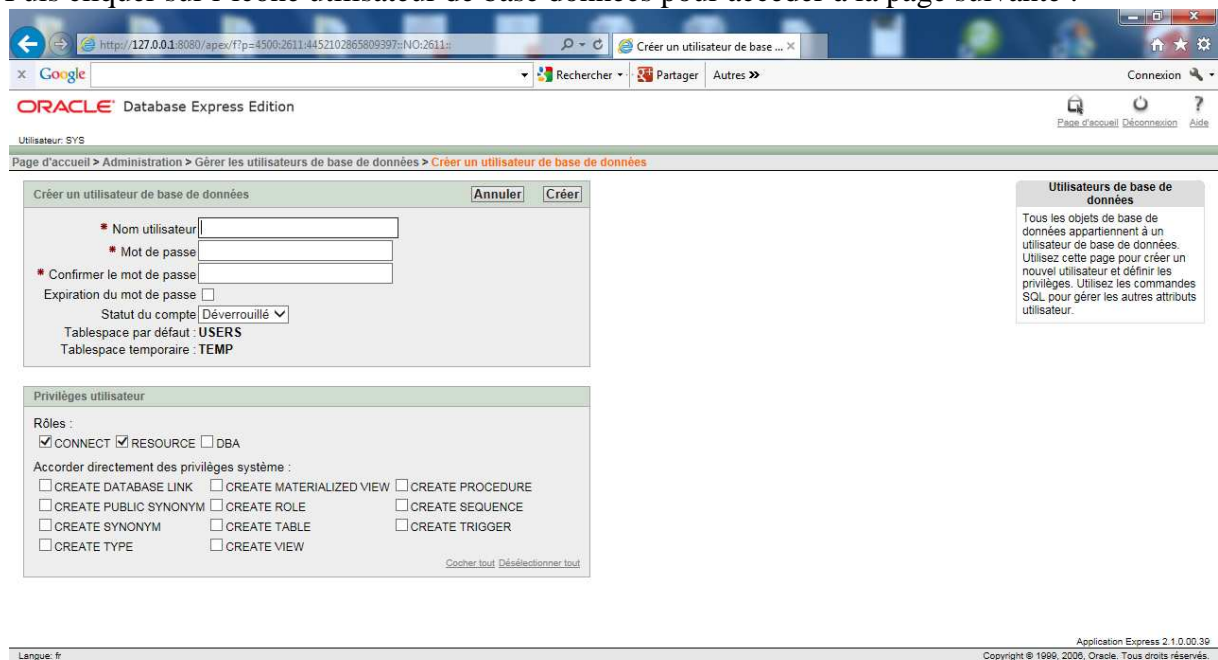 Puis cliquer sur l'icône utilisateur de base données pour accéder à la page suivante :
http://127.0.0.1:8080/apex/f?p=4500:2611:4452102865809397::NO:2611::
Créer un utilisateur de base ... ×
x Google
Rechercher
Partager
Autres »
Connexion
ORACLE Database Express Edition
Page d'accueil Déconnexion Aide
Utilisateur: SYS
Page d'accueil > Administration > Gérer les utilisateurs de base de données > Créer un utilisateur de base de données
Créer un utilisateur de base de données
Annuler Créer
* Nom utilisateur
* Mot de passe
* Confirmer le mot de passe
Expiration du mot de passe
Statut du compte Déverrouillé
Tablespace par défaut : USERS
Tablespace temporaire : TEMP
Utilisateurs de base de
données
Tous les objets de base de
données appartiennent à un
utilisateur de base de données.
Utilisez cette page pour créer un
nouvel utilisateur et définir les
privilèges. Utilisez les commandes
SQL pour gérer les autres attributs
utilisateur.
Privilèges utilisateur
Rôles :
CONNECT RESOURCE DBA
Accorder directement des privilèges système :
CREATE DATABASE LINK CREATE MATERIALIZED VIEW CREATE PROCEDURE
CREATE PUBLIC SYNONYM CREATE ROLE CREATE SEQUENCE
CREATE SYNONYM CREATE TABLE CREATE TRIGGER
CREATE TYPE CREATE VIEW
Cocher tout Désélectionner tout
Application Express 2.1.0.00.39
Langue: fr
Copyright © 1999, 2006, Oracle. Tous droits réservés.